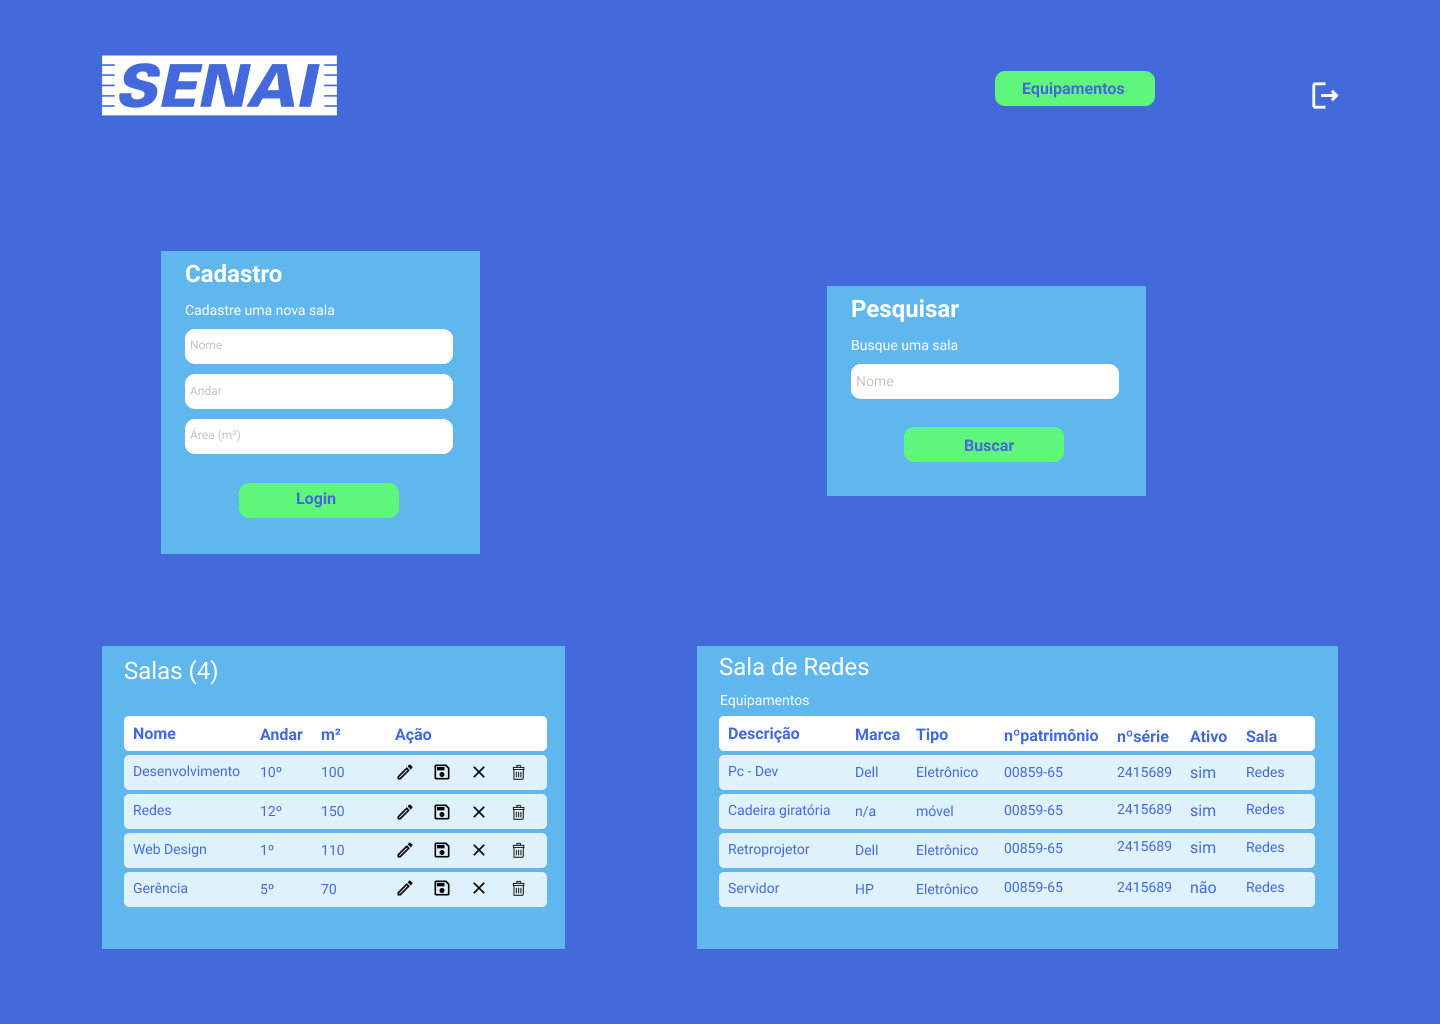 SENAI
Equipamentos
Cadastro
Cadastre uma nova sala
Nome
Andar
Área (m²)
Login
Pesquisar
Busque uma sala
Nome
Buscar
Salas (4)
Nome Andar m² Ação
Desenvolvimento 10º 100
Redes 12º 150
Web Design 1º 110
Gerência 5º 70
Sala de Redes
Equipamentos
Descrição Marca Tipo nºpatrimônio nºsérie Ativo Sala
Pc - Dev Dell Eletrônico 00859-65 2415689 sim Redes
Cadeira giratória n/a móvel 00859-65 2415689 sim Redes
Retroprojetor Dell Eletrônico 00859-65 2415689 sim Redes
Servidor HP Eletrônico 00859-65 2415689 não Redes